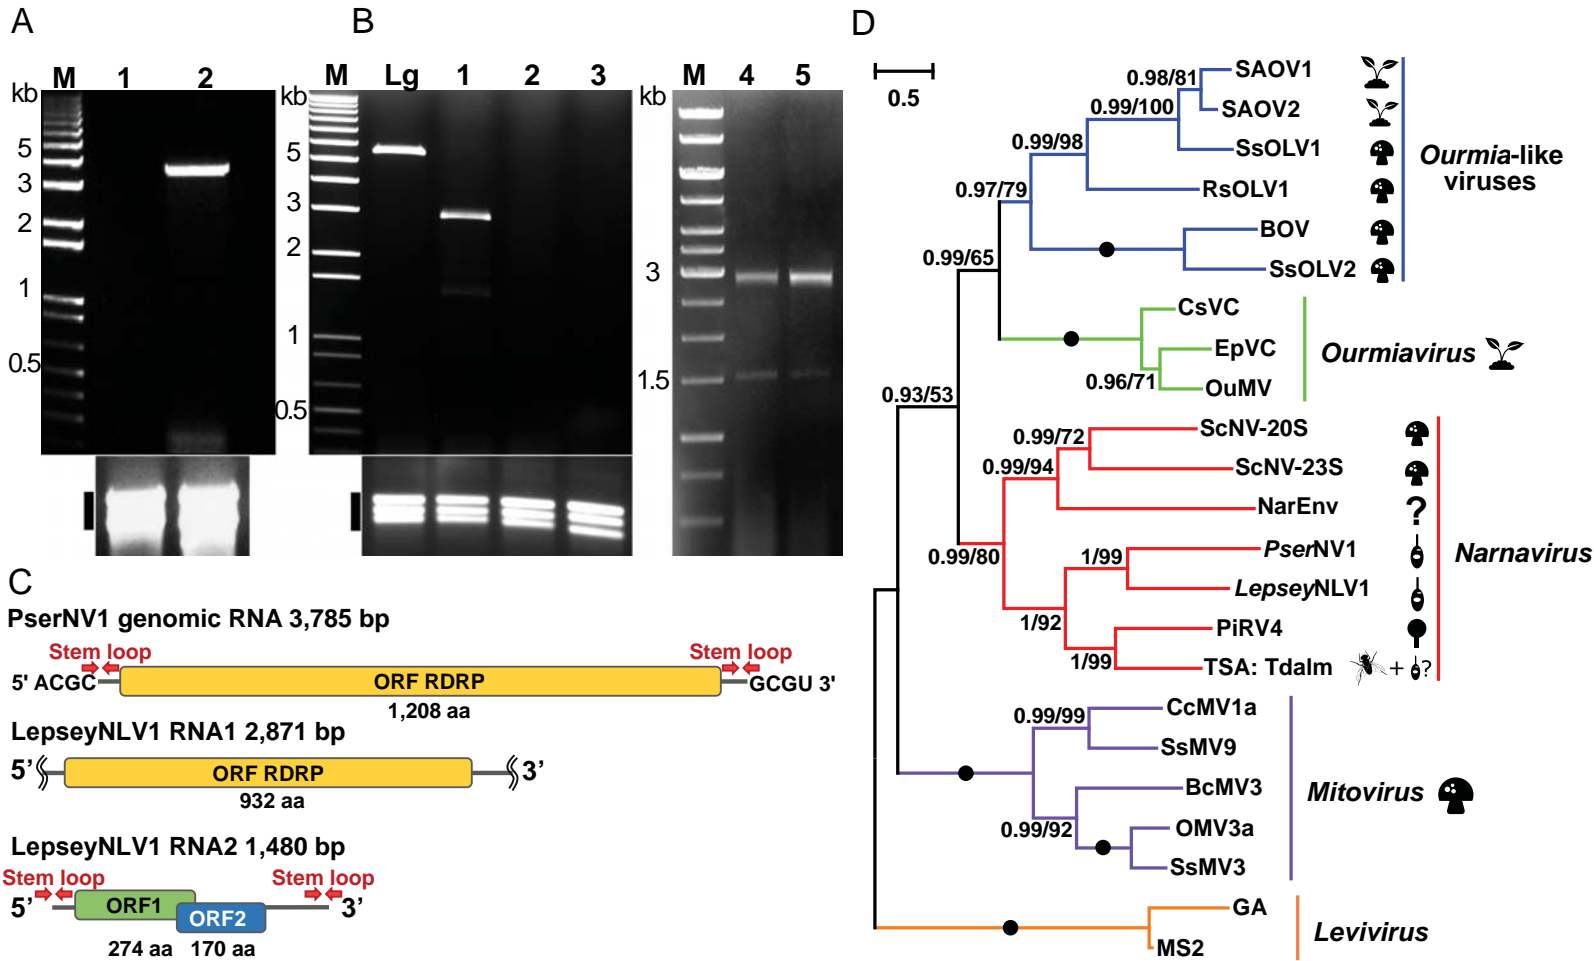 A
M 1 2
kb
5
3
2
1
0.5
B
M Lg 1 2 3
kb
5
3
2
1
0.5
M 4 5
kb
3
1.5
C
PserNV1 genomic RNA 3,785 bp
Stem loop Stem loop
5' ACGC ORF RDRP GCGU 3'
1,208 aa
LepseyNLV1 RNA1 2,871 bp
5’ ORF RDRP 3’
932 aa
LepseyNLV1 RNA2 1,480 bp
Stem loop Stem loop
5’ ORF1 ORF2 3’
274 aa 170 aa
D
0.5
0.98/81 SAOV1
0.99/100 SAOV2
0.99/98 SsOLV1
0.97/79 RsOLV1
BOV
0.99/65 SsOLV2
Ourmia-like
viruses
CsVC
EpVC
0.96/71 OuMV
Ourmiavirus
0.93/53
0.99/72 ScNV-20S
0.99/94 ScNV-23S
NarEnv ?
0.99/80 1/99 PserNV1
LepseyNLV1
1/92 PiRV4
1/99 TSA: Tdalm + ?
Narnavirus
0.99/99 CcMV1a
SsMV9
BcMV3
0.99/92 OMV3a
SsMV3
Mitovirus
GA
MS2
Levivirus